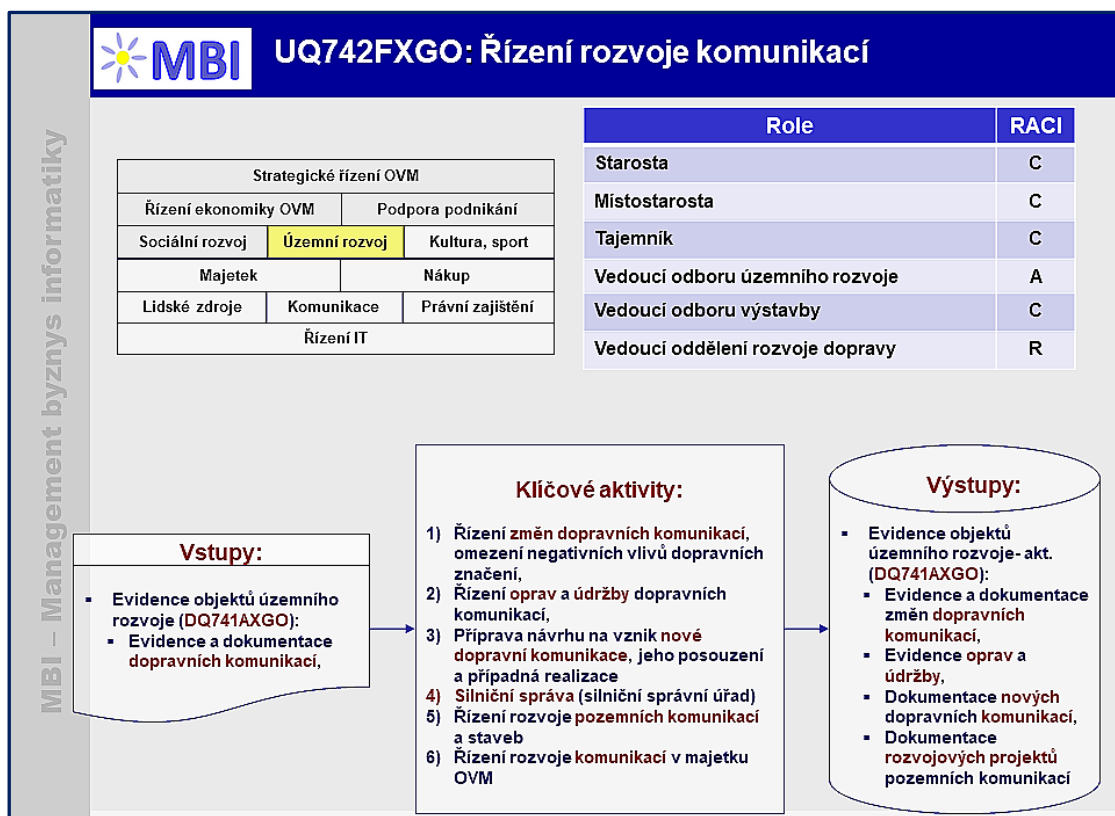 MBI – Management byznys informatiky
MBI
UQ742FXGO: Řízení rozvoje komunikací
Strategické řízení OVM
Řízení ekonomiky OVM Podpora podnikání
Sociální rozvoj Územní rozvoj Kultura, sport
Majetek Nákup
Lidské zdroje Komunikace Právní zajištění
Řízení IT
Role RACI
Starosta C
Místostarosta C
Tajemník C
Vedoucí odboru územního rozvoje A
Vedoucí odboru výstavby C
Vedoucí oddělení rozvoje dopravy R
Vstupy:
▪ Evidence objektů územního
rozvoje (DQ741AXGO):
▪ Evidence a dokumentace
dopravních komunikací,
Klíčové aktivity:
1) Řízení změn dopravních komunikací,
omezení negativních vlivů dopravních
značení,
2) Řízení oprav a údržby dopravních
komunikací,
3) Příprava návrhu na vznik nové
dopravní komunikace, jeho posouzení
a případná realizace
4) Silniční správa (silniční správní úřad)
5) Řízení rozvoje pozemních komunikací
a staveb
6) Řízení rozvoje komunikací v majetku
OVM
Výstupy:
▪ Evidence objektů
územního rozvoje- akt.
(DQ741AXGO):
▪ Evidence a dokumentace
změn dopravních
komunikací,
▪ Evidence oprav a
údržby,
▪ Dokumentace nových
dopravních komunikací,
▪ Dokumentace
rozvojových projektů
pozemních komunikací